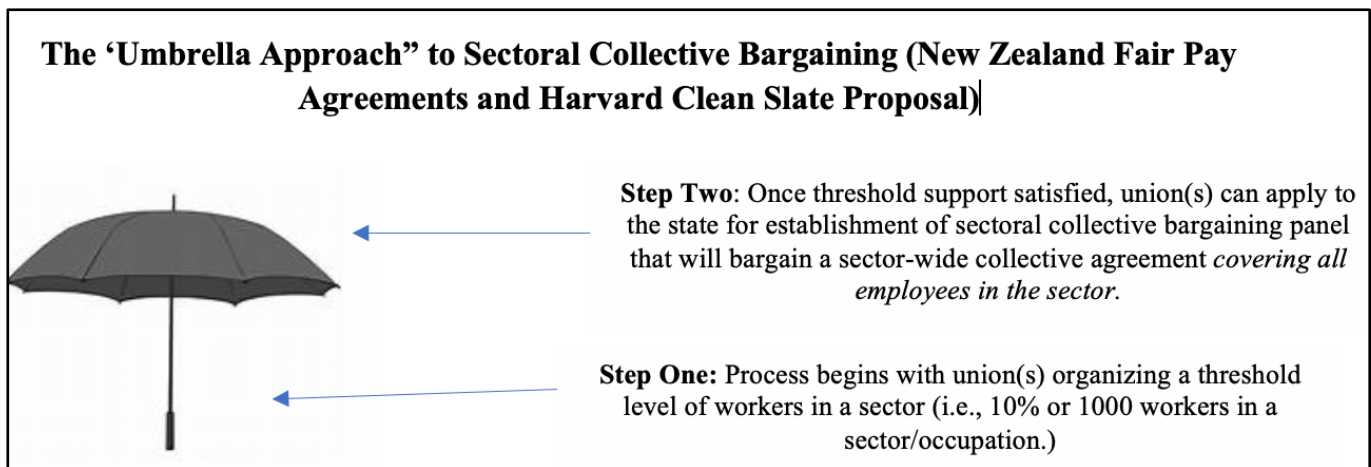 The ‘Umbrella Approach” to Sectoral Collective Bargaining (New Zealand Fair Pay
Agreements and Harvard Clean Slate Proposal)
Step Two: Once threshold support satisfied, union(s) can apply to
the state for establishment of sectoral collective bargaining panel
that will bargain a sector-wide collective agreement covering all
employees in the sector.
Step One: Process begins with union(s) organizing a threshold
level of workers in a sector (i.e., 10% or 1000 workers in a
sector/occupation.)